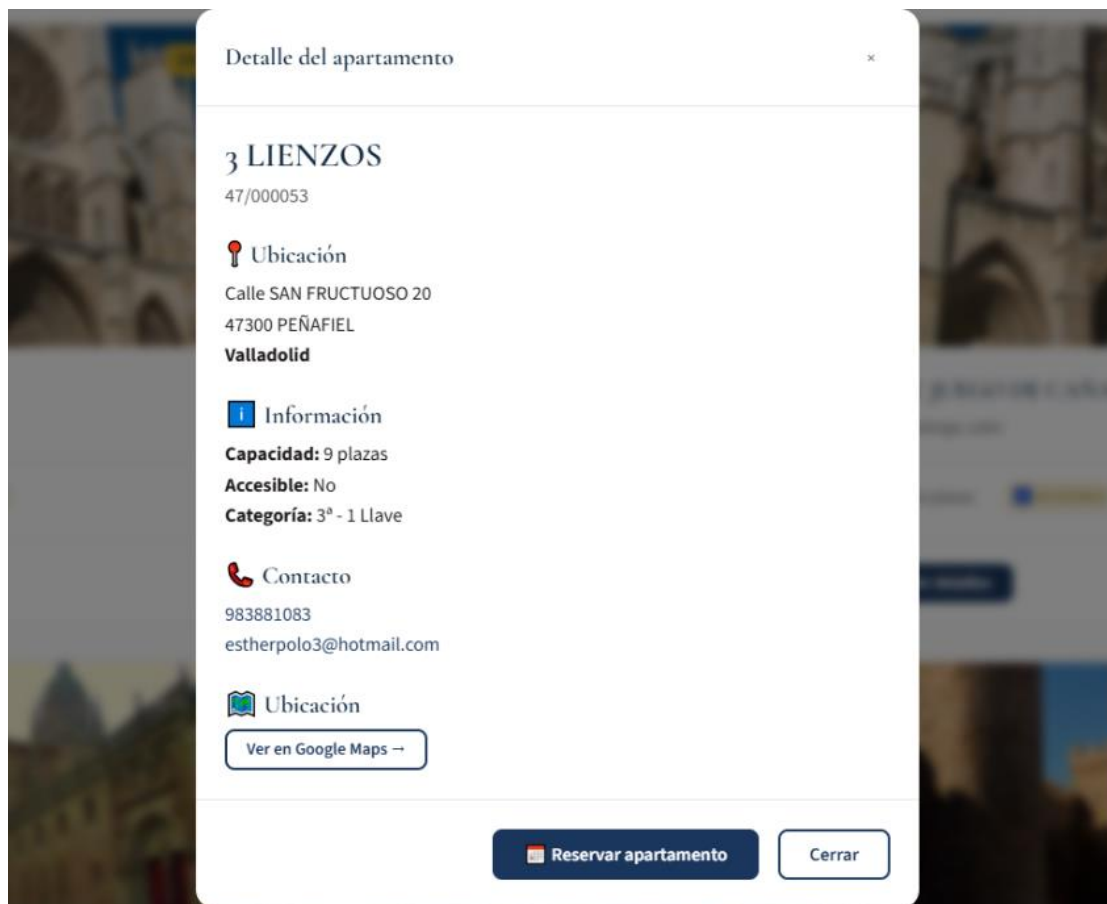 Detalle del apartamento
×
3 LIENZOS
47/000053
Ubicación
Calle SAN FRUCTUOSO 20
47300 PEÑAFIEL
Valladolid
i Información
Capacidad: 9 plazas
Accesible: No
Categoría: 3ª - 1 Llave
Contacto
983881083
estherpolo3@hotmail.com
Ubicación
Ver en Google Maps →
Reservar apartamento
Cerrar